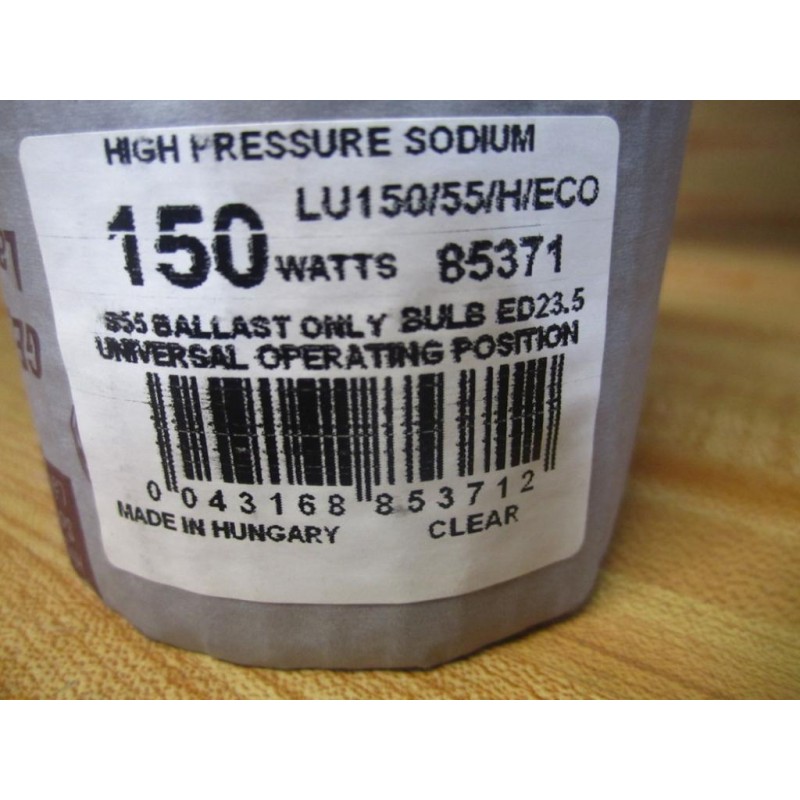 HIGH PRESSURE SODIUM
LU150/55/H/ECO
150 WATTS 85371
S55 BALLAST ONLY BULB ED23.5
UNIVERSAL OPERATING POSITION
0 043168 853712
MADE IN HUNGARY CLEAR